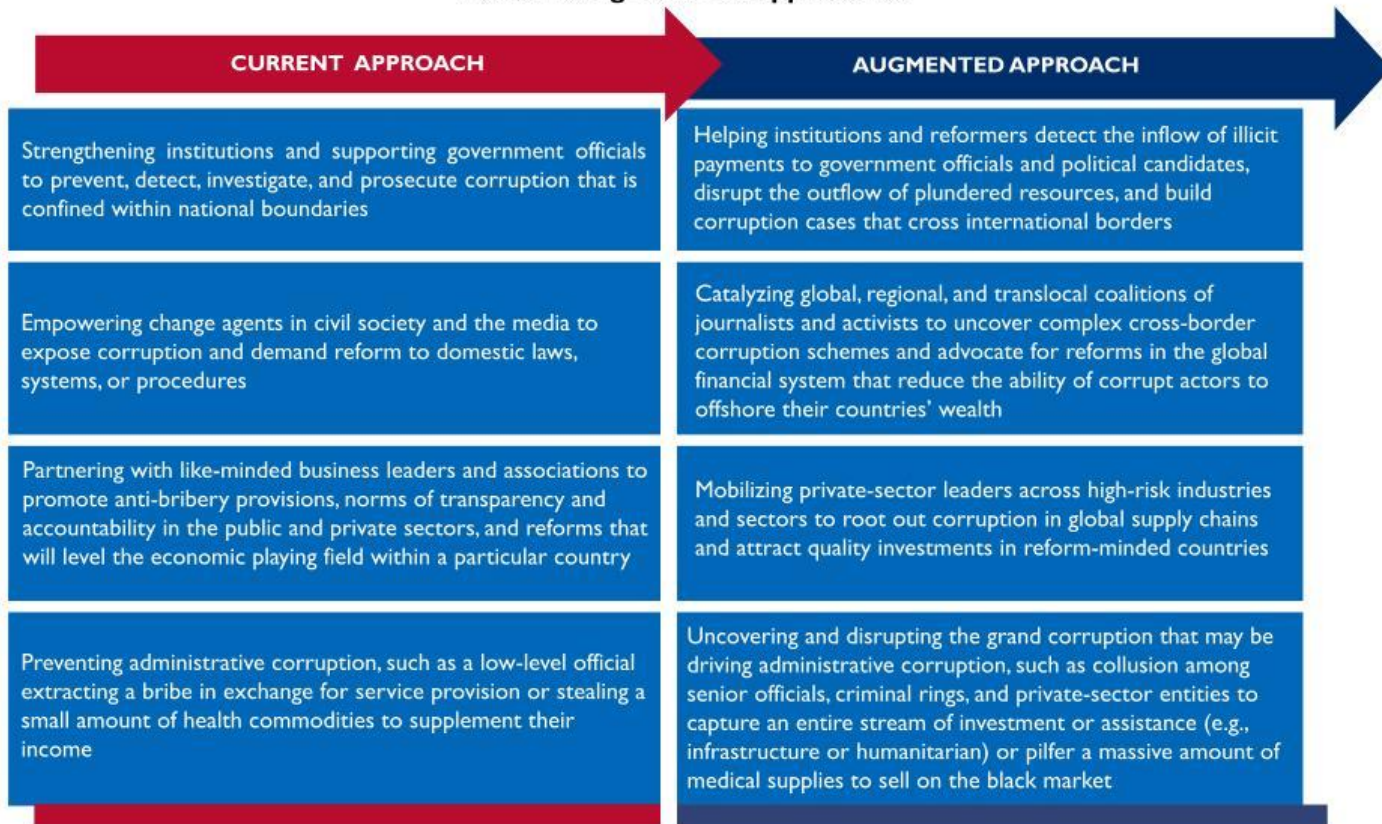 CURRENT APPROACH
AUGMENTED APPROACH
Strengthening institutions and supporting government officials
to prevent, detect, investigate, and prosecute corruption that is
confined within national boundaries
Helping institutions and reformers detect the inflow of illicit
payments to government officials and political candidates,
disrupt the outflow of plundered resources, and build
corruption cases that cross international borders
Empowering change agents in civil society and the media to
expose corruption and demand reform to domestic laws,
systems, or procedures
Catalyzing global, regional, and translocal coalitions of
journalists and activists to uncover complex cross-border
corruption schemes and advocate for reforms in the global
financial system that reduce the ability of corrupt actors to
offshore their countries’ wealth
Partnering with like-minded business leaders and associations to
promote anti-bribery provisions, norms of transparency and
accountability in the public and private sectors, and reforms that
will level the economic playing field within a particular country
Mobilizing private-sector leaders across high-risk industries
and sectors to root out corruption in global supply chains
and attract quality investments in reform-minded countries
Preventing administrative corruption, such as a low-level official
extracting a bribe in exchange for service provision or stealing a
small amount of health commodities to supplement their
income
Uncovering and disrupting the grand corruption that may be
driving administrative corruption, such as collusion among
senior officials, criminal rings, and private-sector entities to
capture an entire stream of investment or assistance (e.g.,
infrastructure or humanitarian) or pilfer a massive amount of
medical supplies to sell on the black market